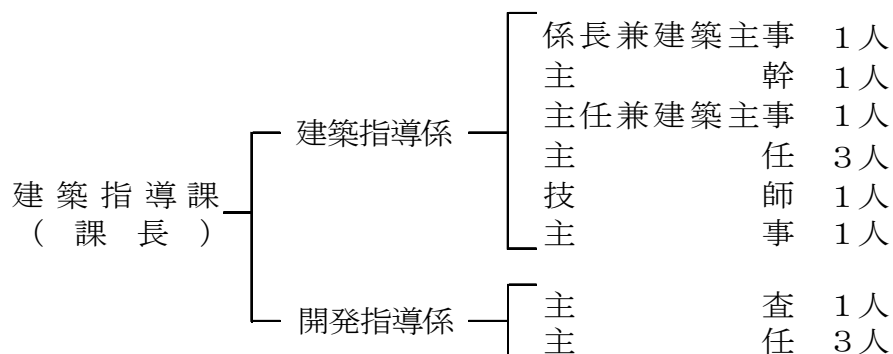 建築指導課
(課長)
建築指導係
係長兼建築主事 1人
主幹 1人
主任兼建築主事 1人
主任 3人
技師 1人
主事 1人
開発指導係
主査 1人
主任 3人